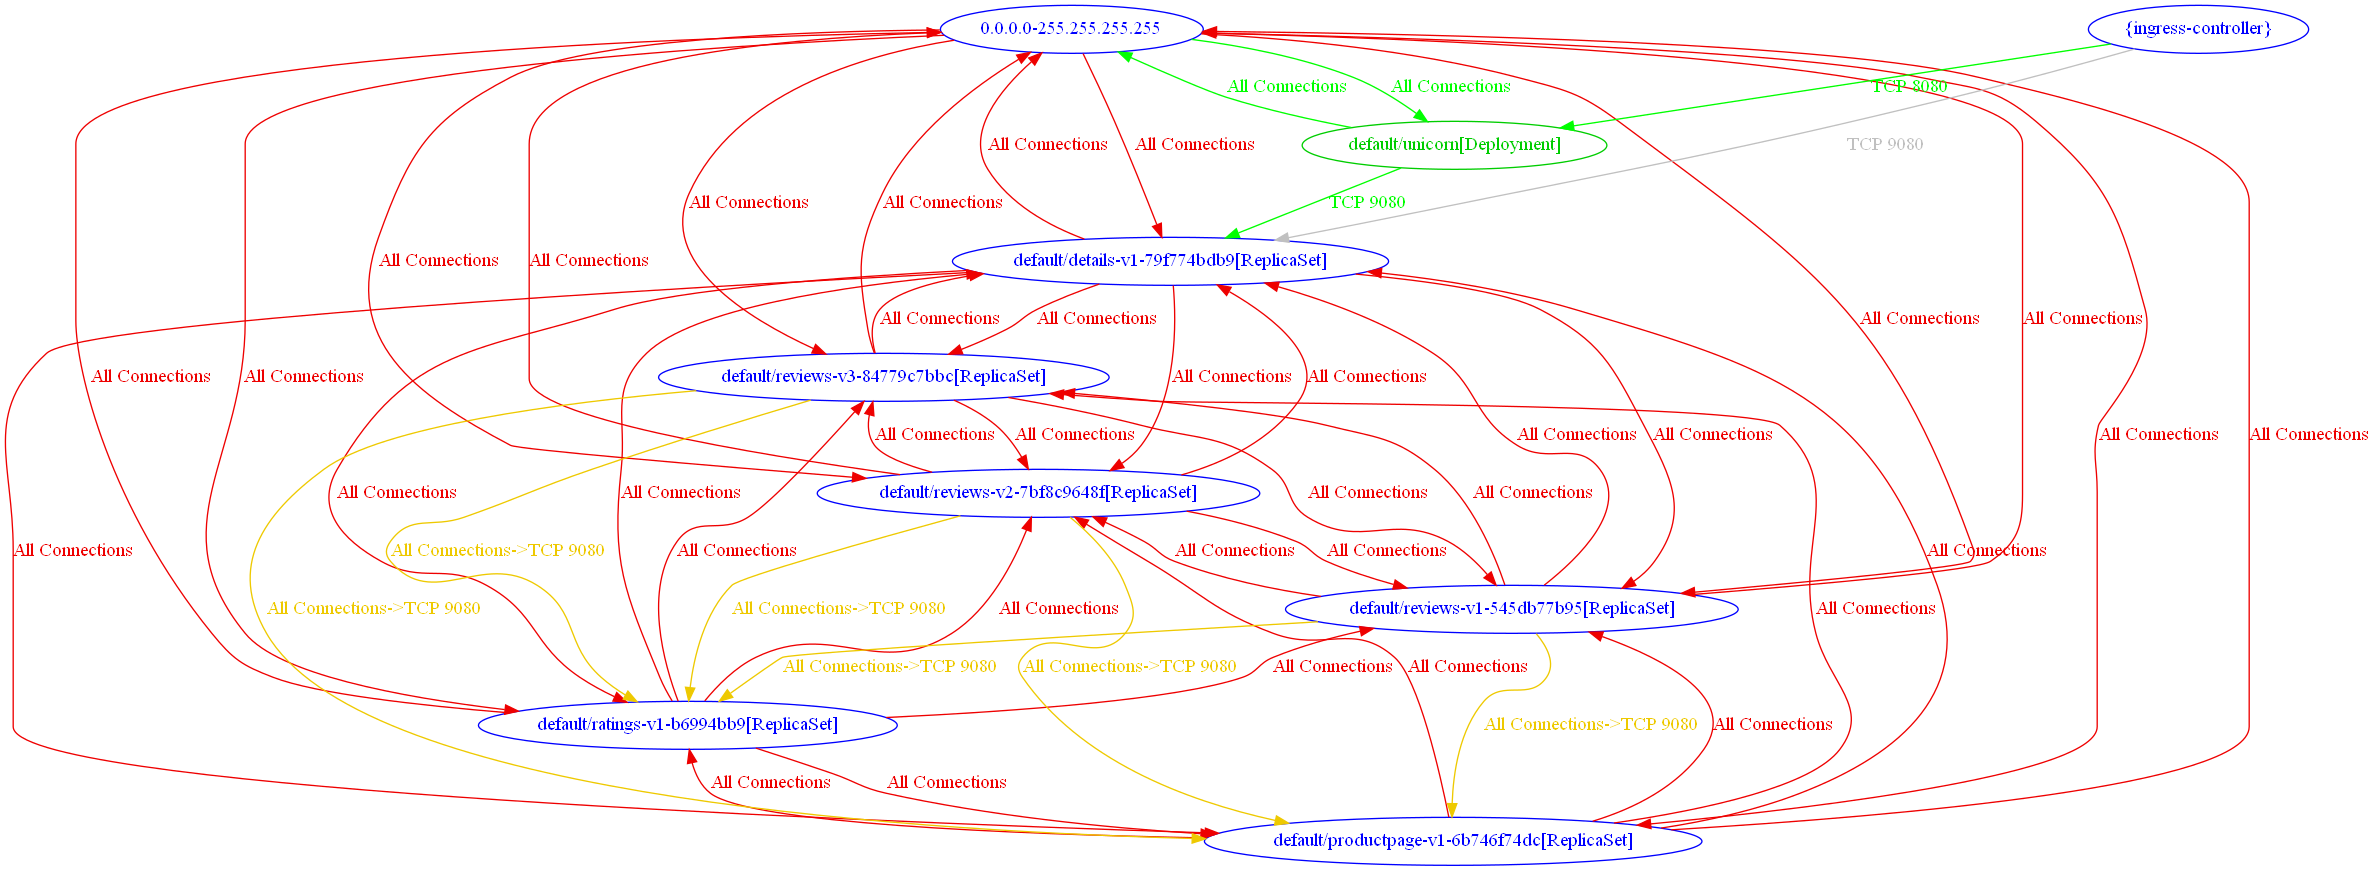 0.0.0.0-255.255.255.255
{ingress-controller}
All Connections
All Connections
TCP 8080
All Connections
All Connections
default/unicorn[Deployment]
TCP 9080
All Connections
All Connections
TCP 9080
All Connections
All Connections
default/details-v1-79f774bdb9[ReplicaSet]
All Connections
All Connections
All Connections
All Connections
All Connections
All Connections
default/reviews-v3-84779c7bbc[ReplicaSet]
All Connections
All Connections
All Connections
All Connections
All Connections
All Connections
All Connections
All Connections
All Connections
All Connections
default/reviews-v2-7bf8c9648f[ReplicaSet]
All Connections
All Connections
All Connections
All Connections->TCP 9080
All Connections
All Connections
All Connections
All Connections
All Connections->TCP 9080
All Connections->TCP 9080
All Connections
default/reviews-v1-545db77b95[ReplicaSet]
All Connections
All Connections->TCP 9080
All Connections->TCP 9080
All Connections
All Connections
default/ratings-v1-b6994bb9[ReplicaSet]
All Connections->TCP 9080
All Connections
All Connections
All Connections
default/productpage-v1-6b746f74dc[ReplicaSet]